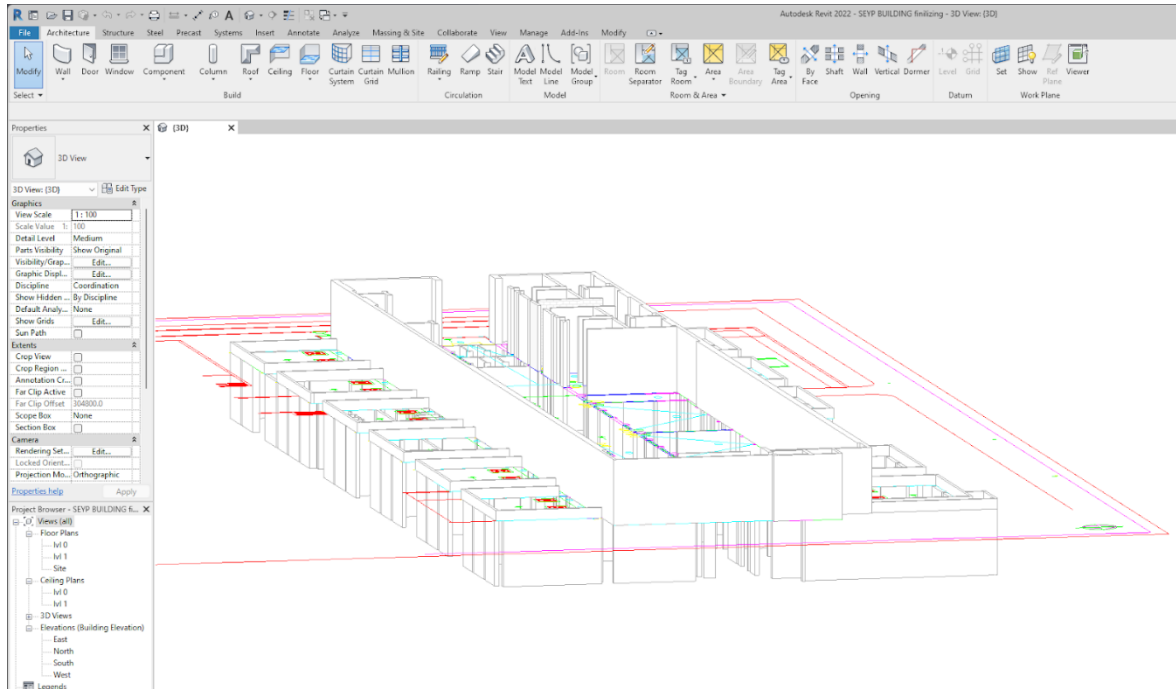 Autodesk Revit 2022 - SEYP BUILDING finilizing - 3D View: {3D}
File Architecture Structure Steel Precast Systems Insert Annotate Analyze Massing & Site Collaborate View Manage Add-Ins Modify
Modify Wall Door Window Component Column Roof Ceiling Floor Curtain System Curtain Grid Mullion Railing Ramp Stair Model Text Model Line Model Group Room Room Separator Tag Room Area Area Boundary Tag Area By Face Shaft Wall Vertical Dormer Level Grid Set Show Ref Plane Viewer
Select Build Circulation Model Room & Area Opening Datum Work Plane
Properties
{3D}
3D View
3D View: {3D} Edit Type
Graphics
View Scale 1 : 100
Scale Value 1: 100
Detail Level Medium
Parts Visibility Show Original
Visibility/Grap... Edit...
Graphic Displ... Edit...
Discipline Coordination
Show Hidden ... By Discipline
Default Analy... None
Show Grids Edit...
Sun Path
Extents
Crop View
Crop Region ...
Annotation Cr...
Far Clip Active
Far Clip Offset 304800.0
Scope Box None
Section Box
Camera
Rendering Set... Edit...
Locked Orient...
Projection Mo... Orthographic
Properties help Apply
Project Browser - SEYP BUILDING fi...
Views (all)
Floor Plans
lvl 0
lvl 1
Site
Ceiling Plans
lvl 0
lvl 1
3D Views
Elevations (Building Elevation)
East
North
South
West
Legends